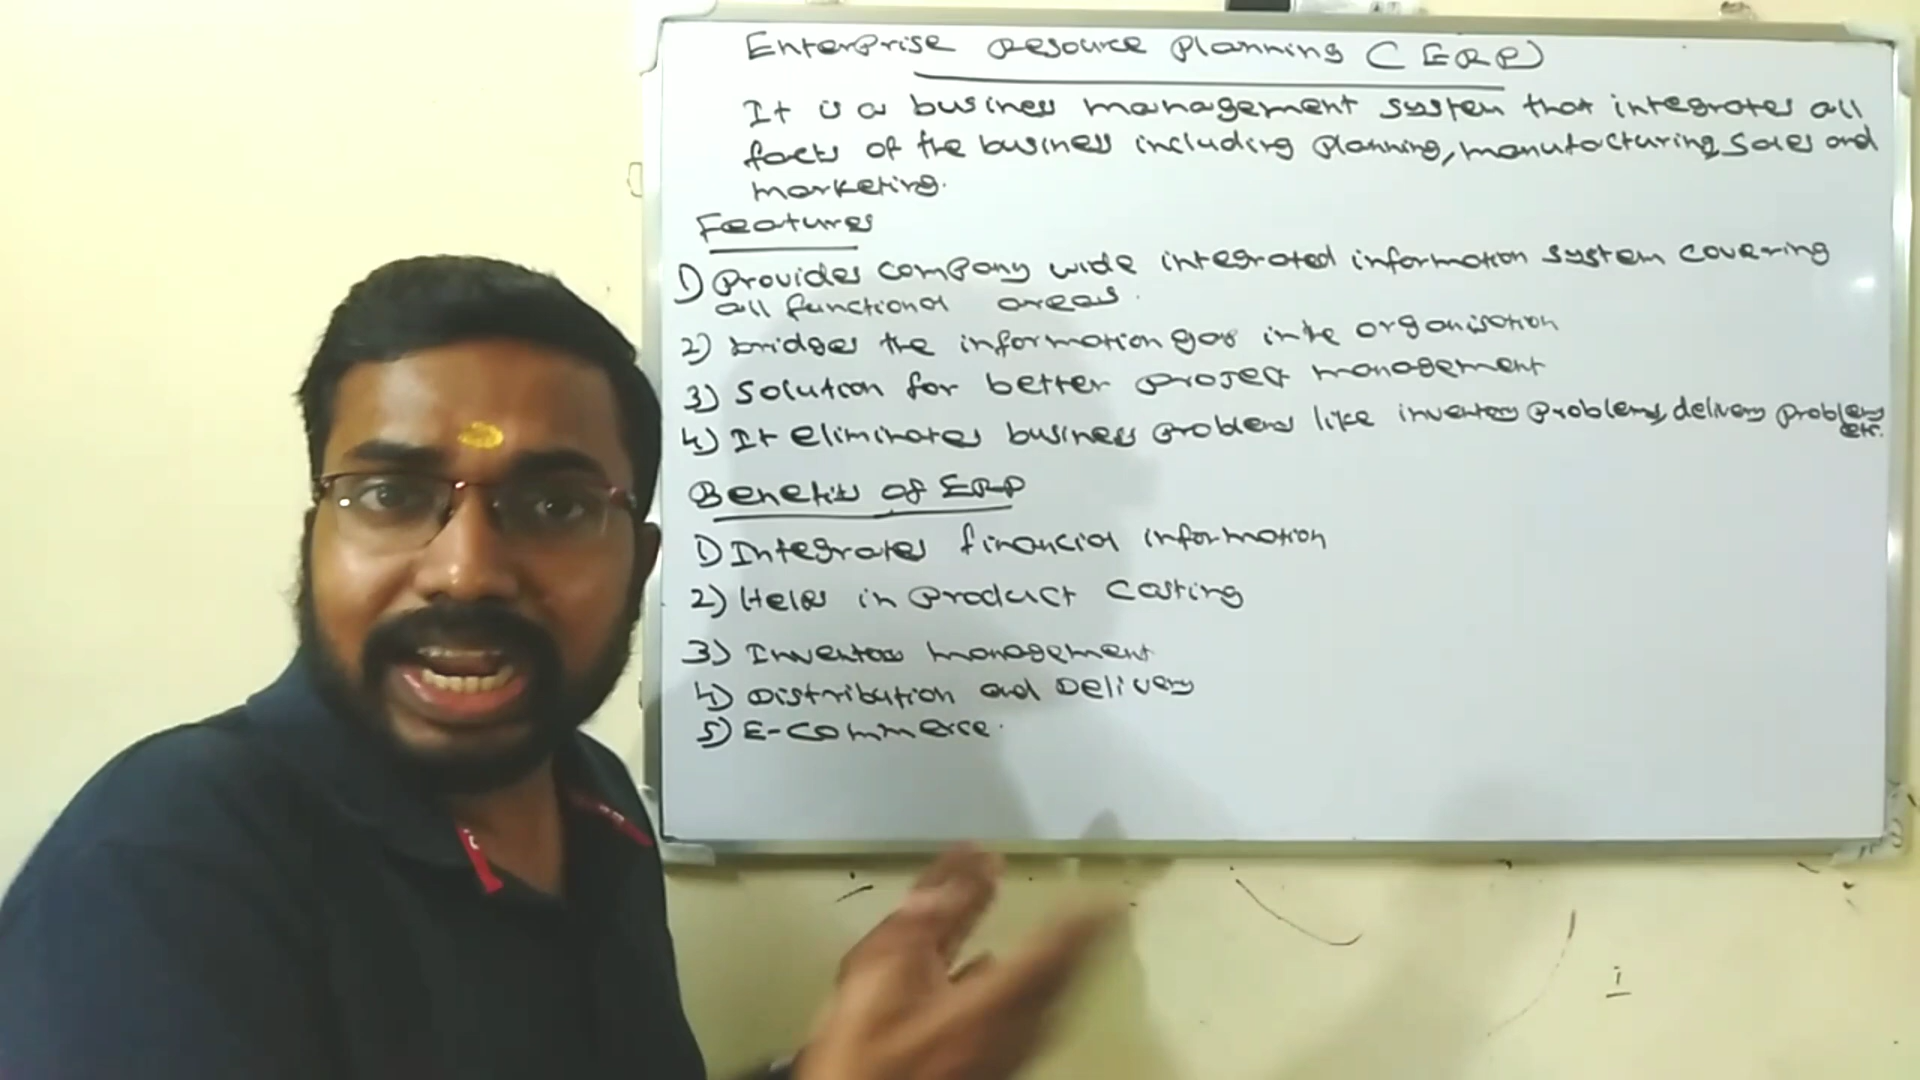 Enterprise resource planning (ERP)
It is a business management system that integrates all
facts of the business including planning, manufacturing, sales and
marketing.
Features
1) provides company wide integrated information system covering
all functional areas.
2) bridges the information gap in the organisation
3) Solution for better project management
4) It eliminates business problems like inventory problems, delivery problems
etc.
Benefits of ERP
1) Integrates financial information
2) Helps in product costing
3) Inventory management
4) Distribution and Delivery
5) E-commerce.